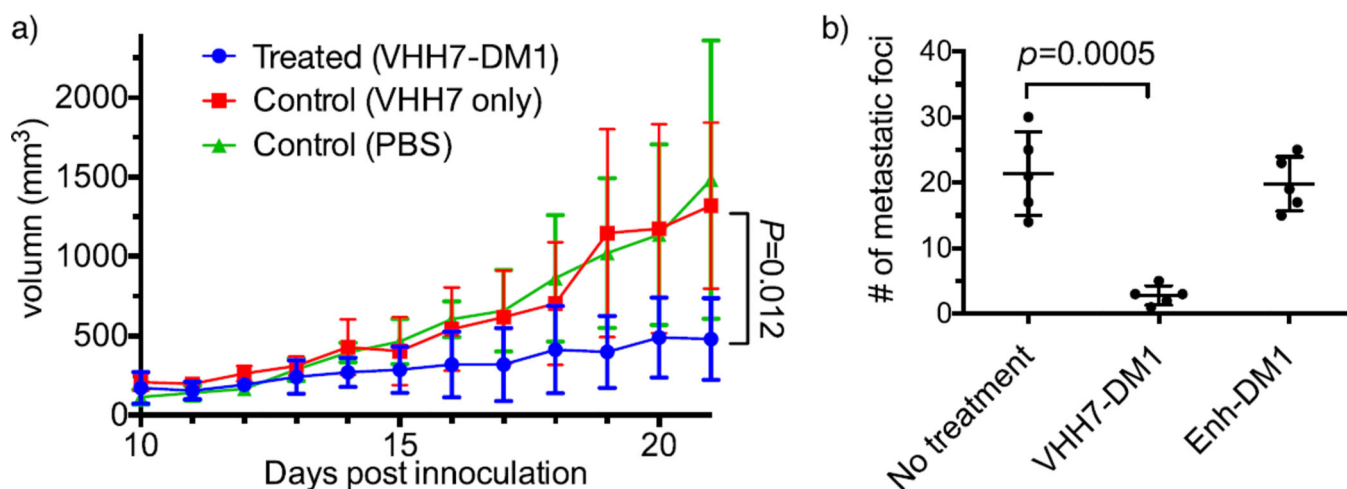 a)
Treated (VHH7-DM1)
Control (VHH7 only)
Control (PBS)
volumn (mm³)
2000
1500
1000
500
0
10
15
20
Days post innoculation
P=0.012
b)
p=0.0005
# of metastatic foci
40
30
20
10
0
No treatment
VHH7-DM1
Enh-DM1